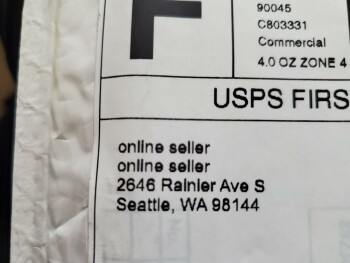 F
90045
C803331
Commercial
4.0 OZ ZONE 4
USPS FIRS
online seller
online seller
2646 Rainier Ave S
Seattle, WA 98144